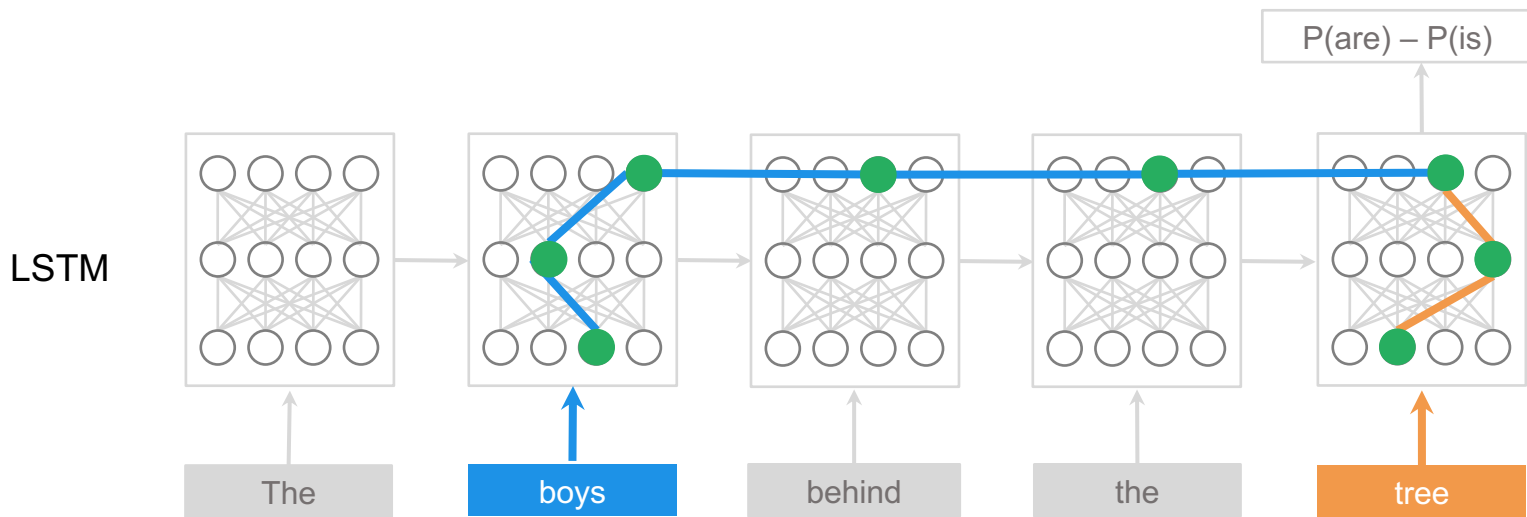 P(are) – P(is)
LSTM
The
boys
behind
the
tree